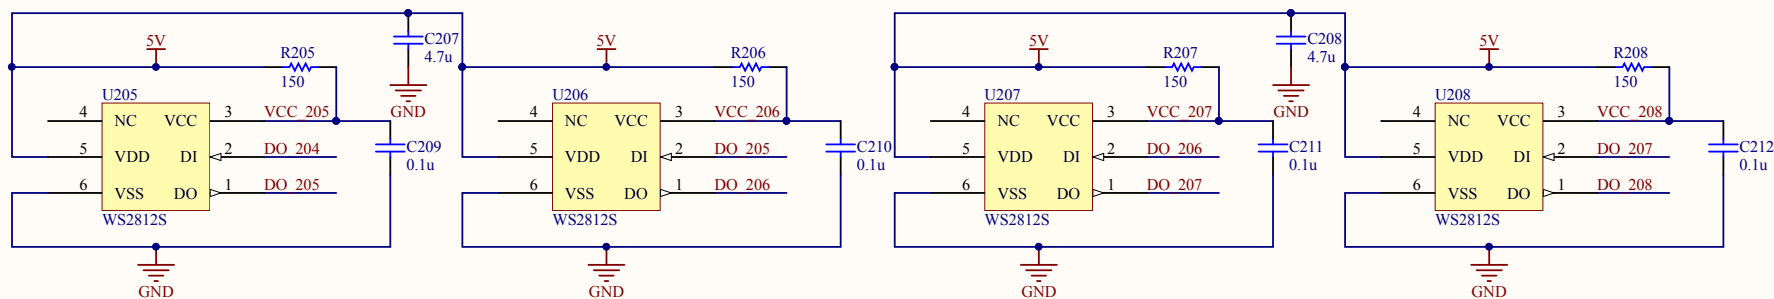 C207
4.7u
GND
5V
R205
150
U205
4 NC VCC 3 VCC_205
5 VDD DI 2 DO_204
6 VSS DO 1 DO_205
WS2812S
C209
0.1u
GND
5V
R206
150
U206
4 NC VCC 3 VCC_206
5 VDD DI 2 DO_205
6 VSS DO 1 DO_206
WS2812S
C210
0.1u
GND
C208
4.7u
GND
5V
R207
150
U207
4 NC VCC 3 VCC_207
5 VDD DI 2 DO_206
6 VSS DO 1 DO_207
WS2812S
C211
0.1u
GND
5V
R208
150
U208
4 NC VCC 3 VCC_208
5 VDD DI 2 DO_207
6 VSS DO 1 DO_208
WS2812S
C212
0.1u
GND